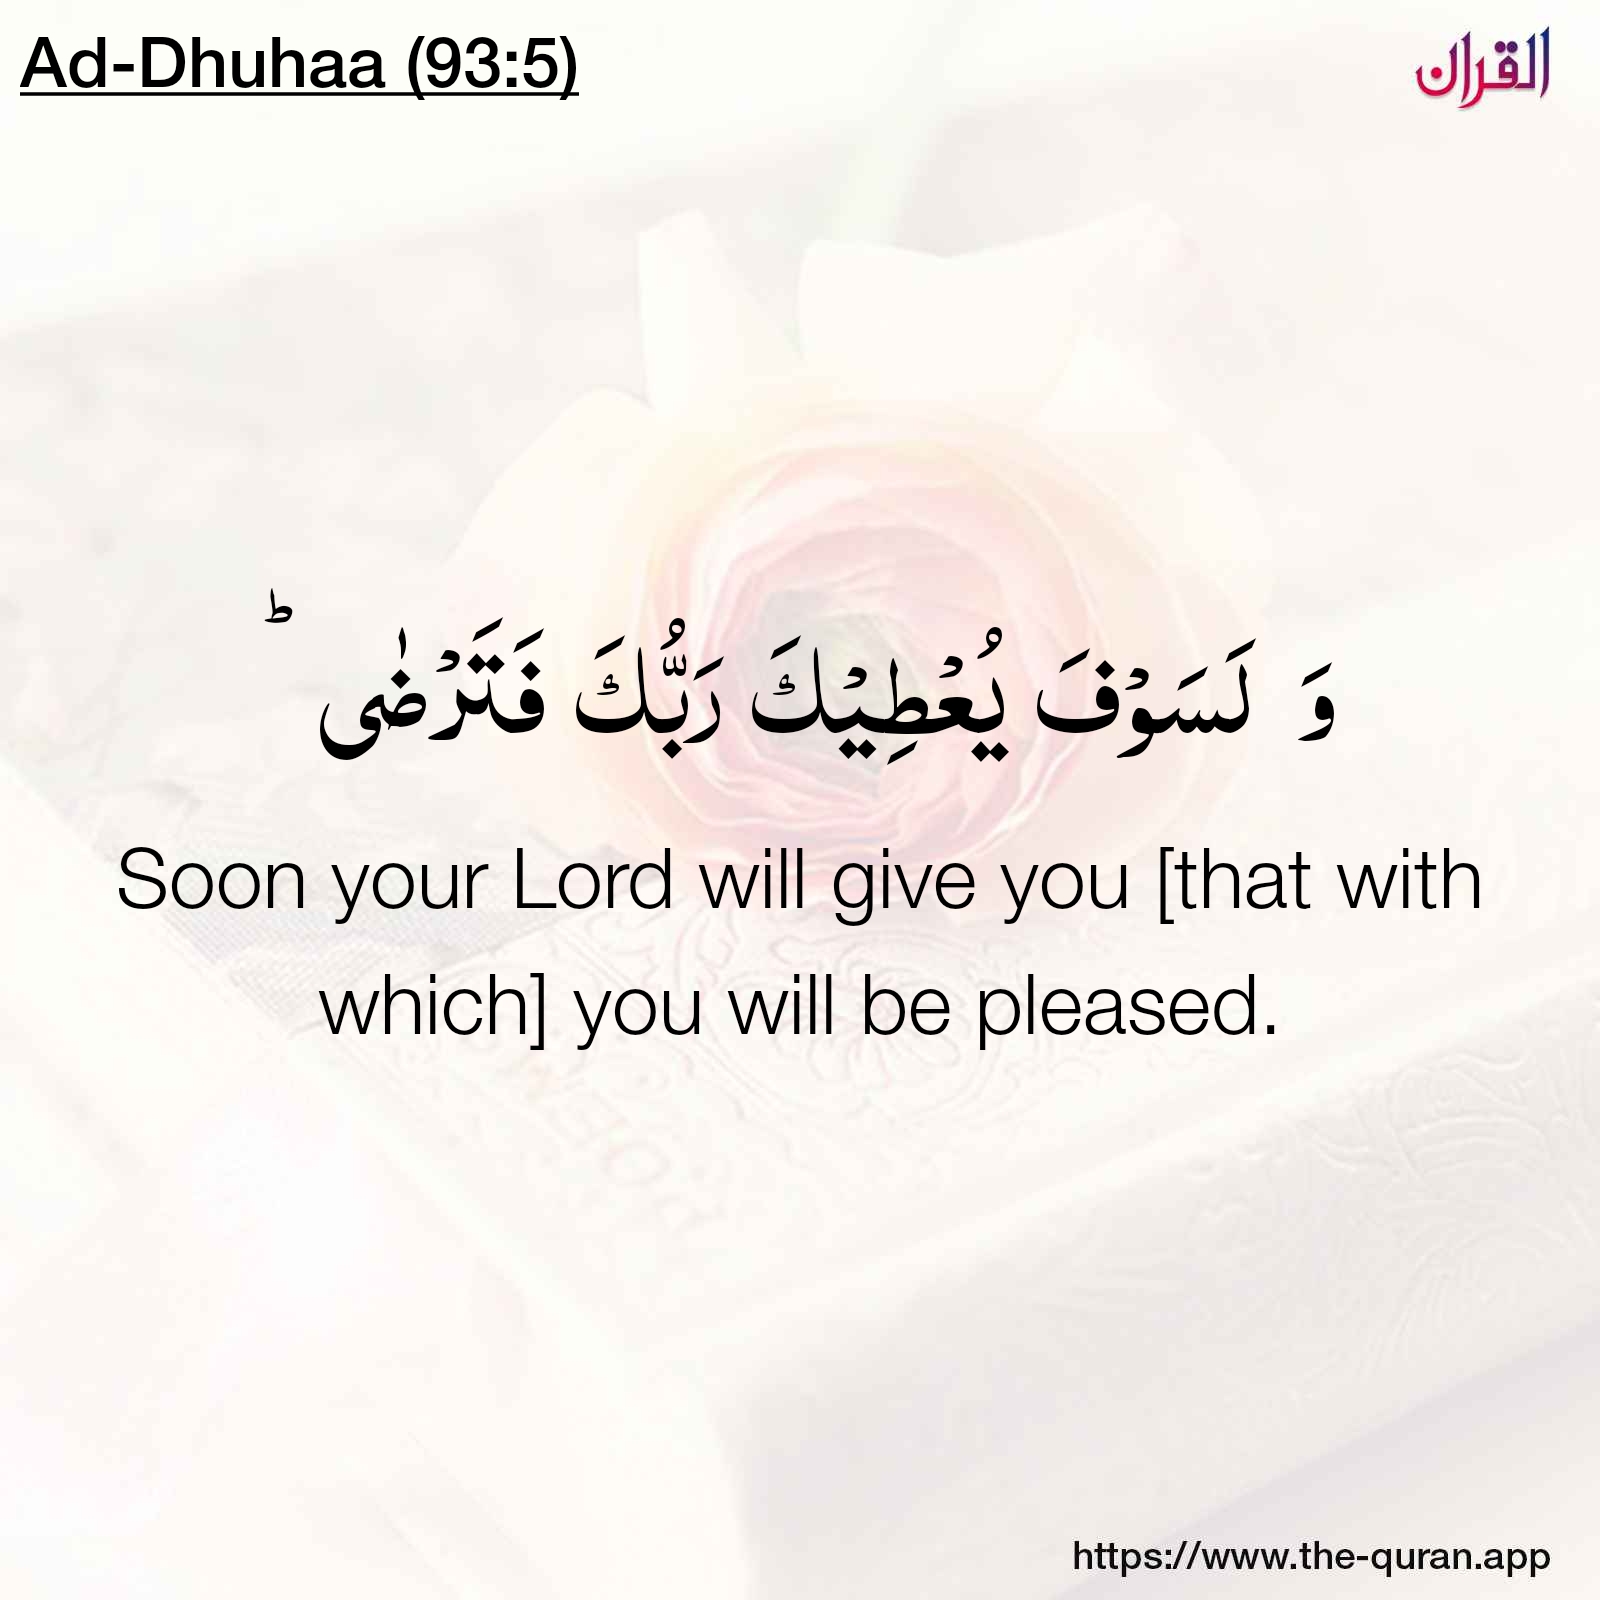 Ad-Dhuhaa (93:5)
القران
وَ لَسَوۡفَ یُعۡطِیۡكَ رَبُّكَ فَتَرۡضٰی ؕ
Soon your Lord will give you [that with
which] you will be pleased.
https://www.the-quran.app